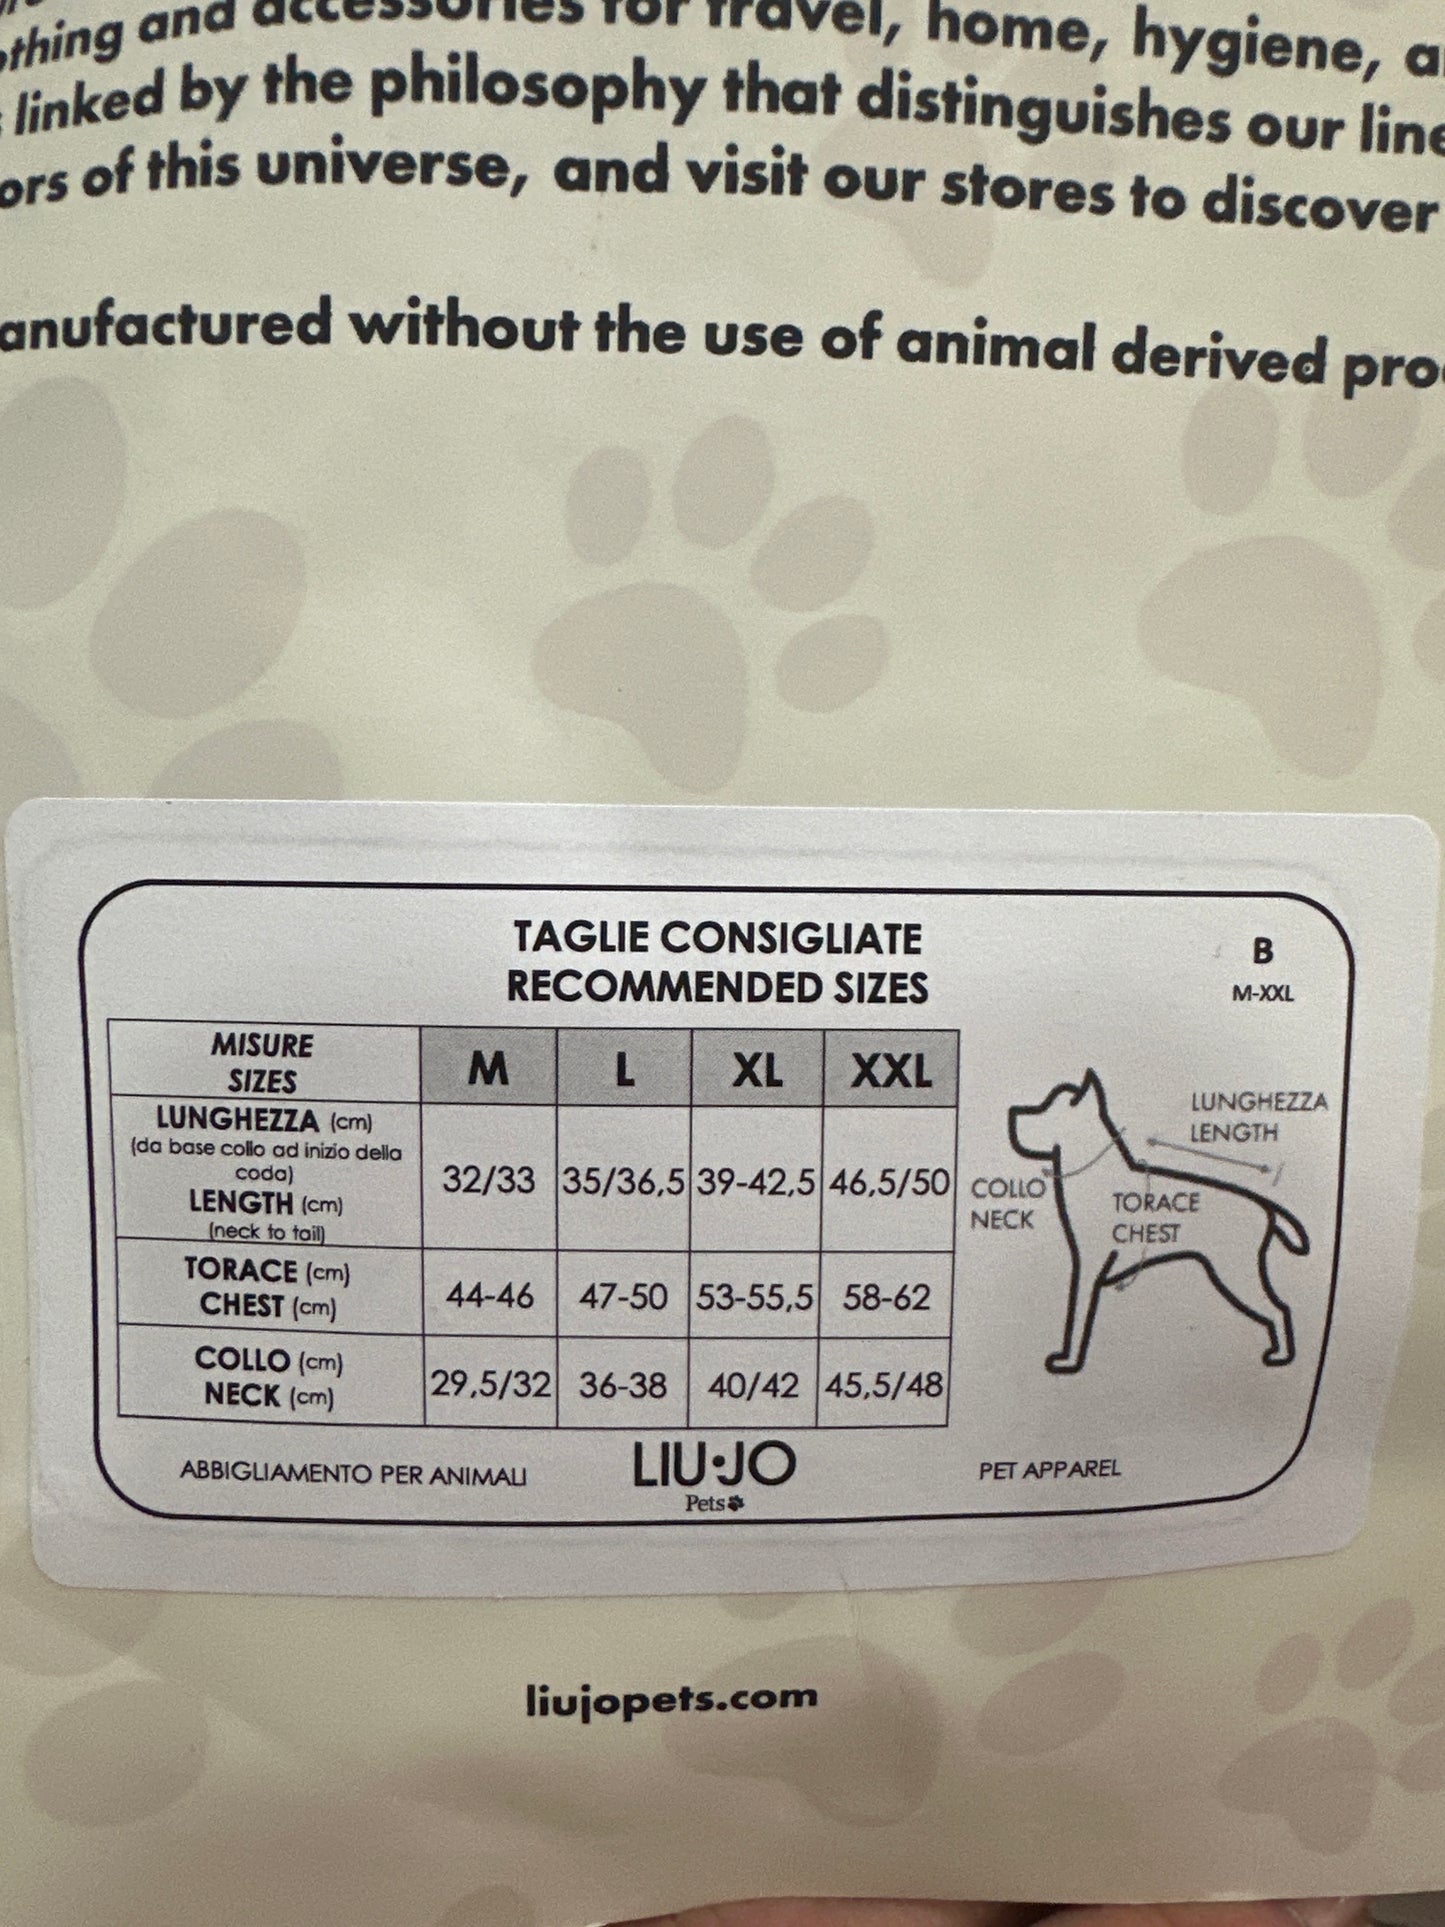 and accessories for travel, home, hygiene,
linked by the philosophy that distinguishes our
of this universe, and visit our stores to discover
without the use of animal derived
TAGLIE CONSIGLIATE
RECOMMENDED SIZES
B
M-XXL
MISURE
SIZES
M L XL XXL
LUNGHEZZA (cm)
(da base collo ad inizio della
coda)
LENGTH (cm)
(neck to tail)
32/33 35/36,5 39-42,5 46,5/50
TORACE (cm)
CHEST (cm)
44-46 47-50 53-55,5 58-62
COLLO (cm)
NECK (cm)
29,5/32 36-38 40/42 45,5/48
LUNGHEZZA
LENGTH
COLLO
NECK
TORACE
CHEST
ABBIGLIAMENTO PER ANIMALI
LIU•JO
Pets
PET APPAREL
liujopets.com